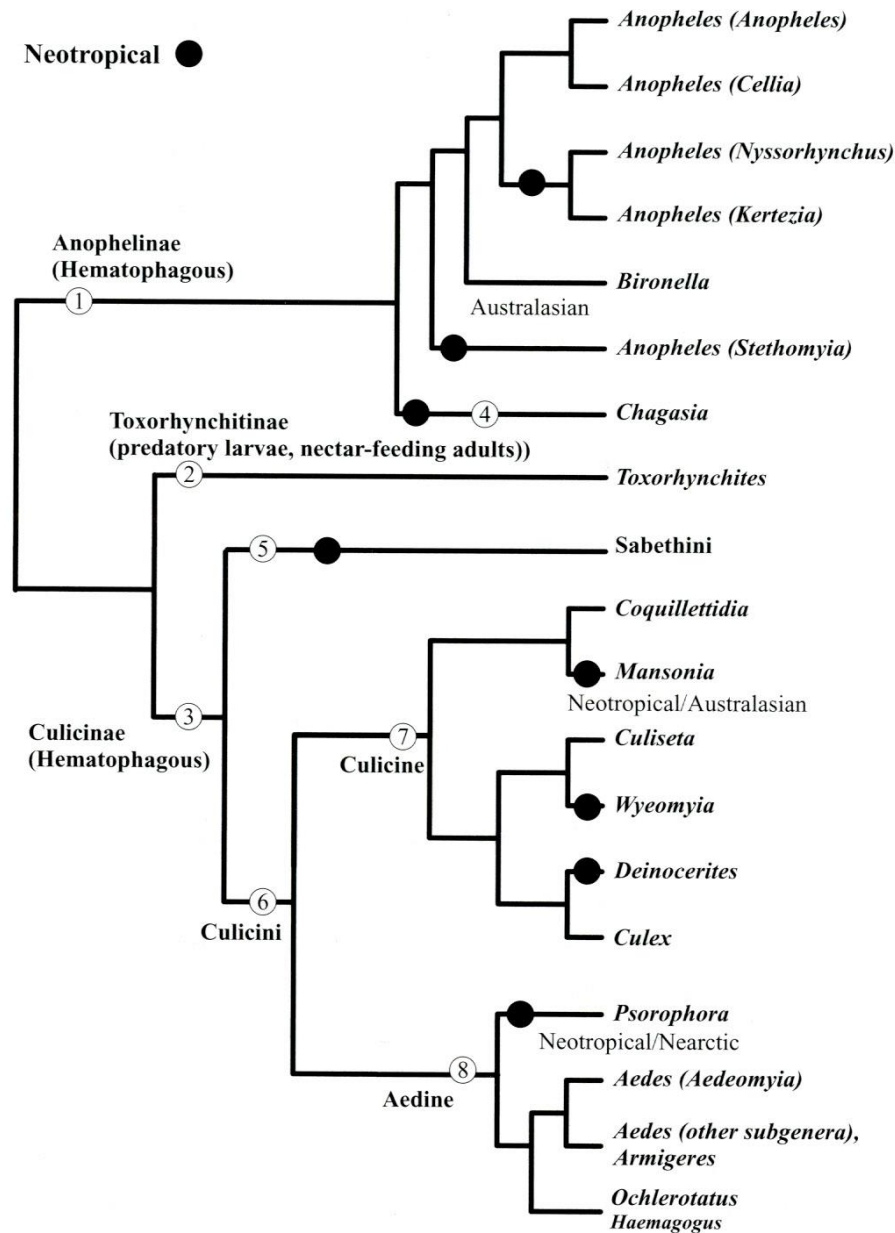 Neotropical
Anopheles (Anopheles)
Anopheles (Cellia)
Anopheles (Nyssorhynchus)
Anopheles (Kertezia)
Anophelinae
(Hematophagous)
1
Bironella
Australasian
Anopheles (Stethomyia)
4
Chagasia
Toxorhynchitinae
(predatory larvae, nectar-feeding adults))
2
Toxorhynchites
5
Sabethini
Coquillettidia
Mansonia
Neotropical/Australasian
3
Culicinae
(Hematophagous)
7
Culicine
Culiseta
Wyeomyia
Deinocerites
6
Culicini
Culex
Psorophora
Neotropical/Nearctic
8
Aedine
Aedes (Aedeomyia)
Aedes (other subgenera),
Armigeres
Ochlerotatus
Haemagogus